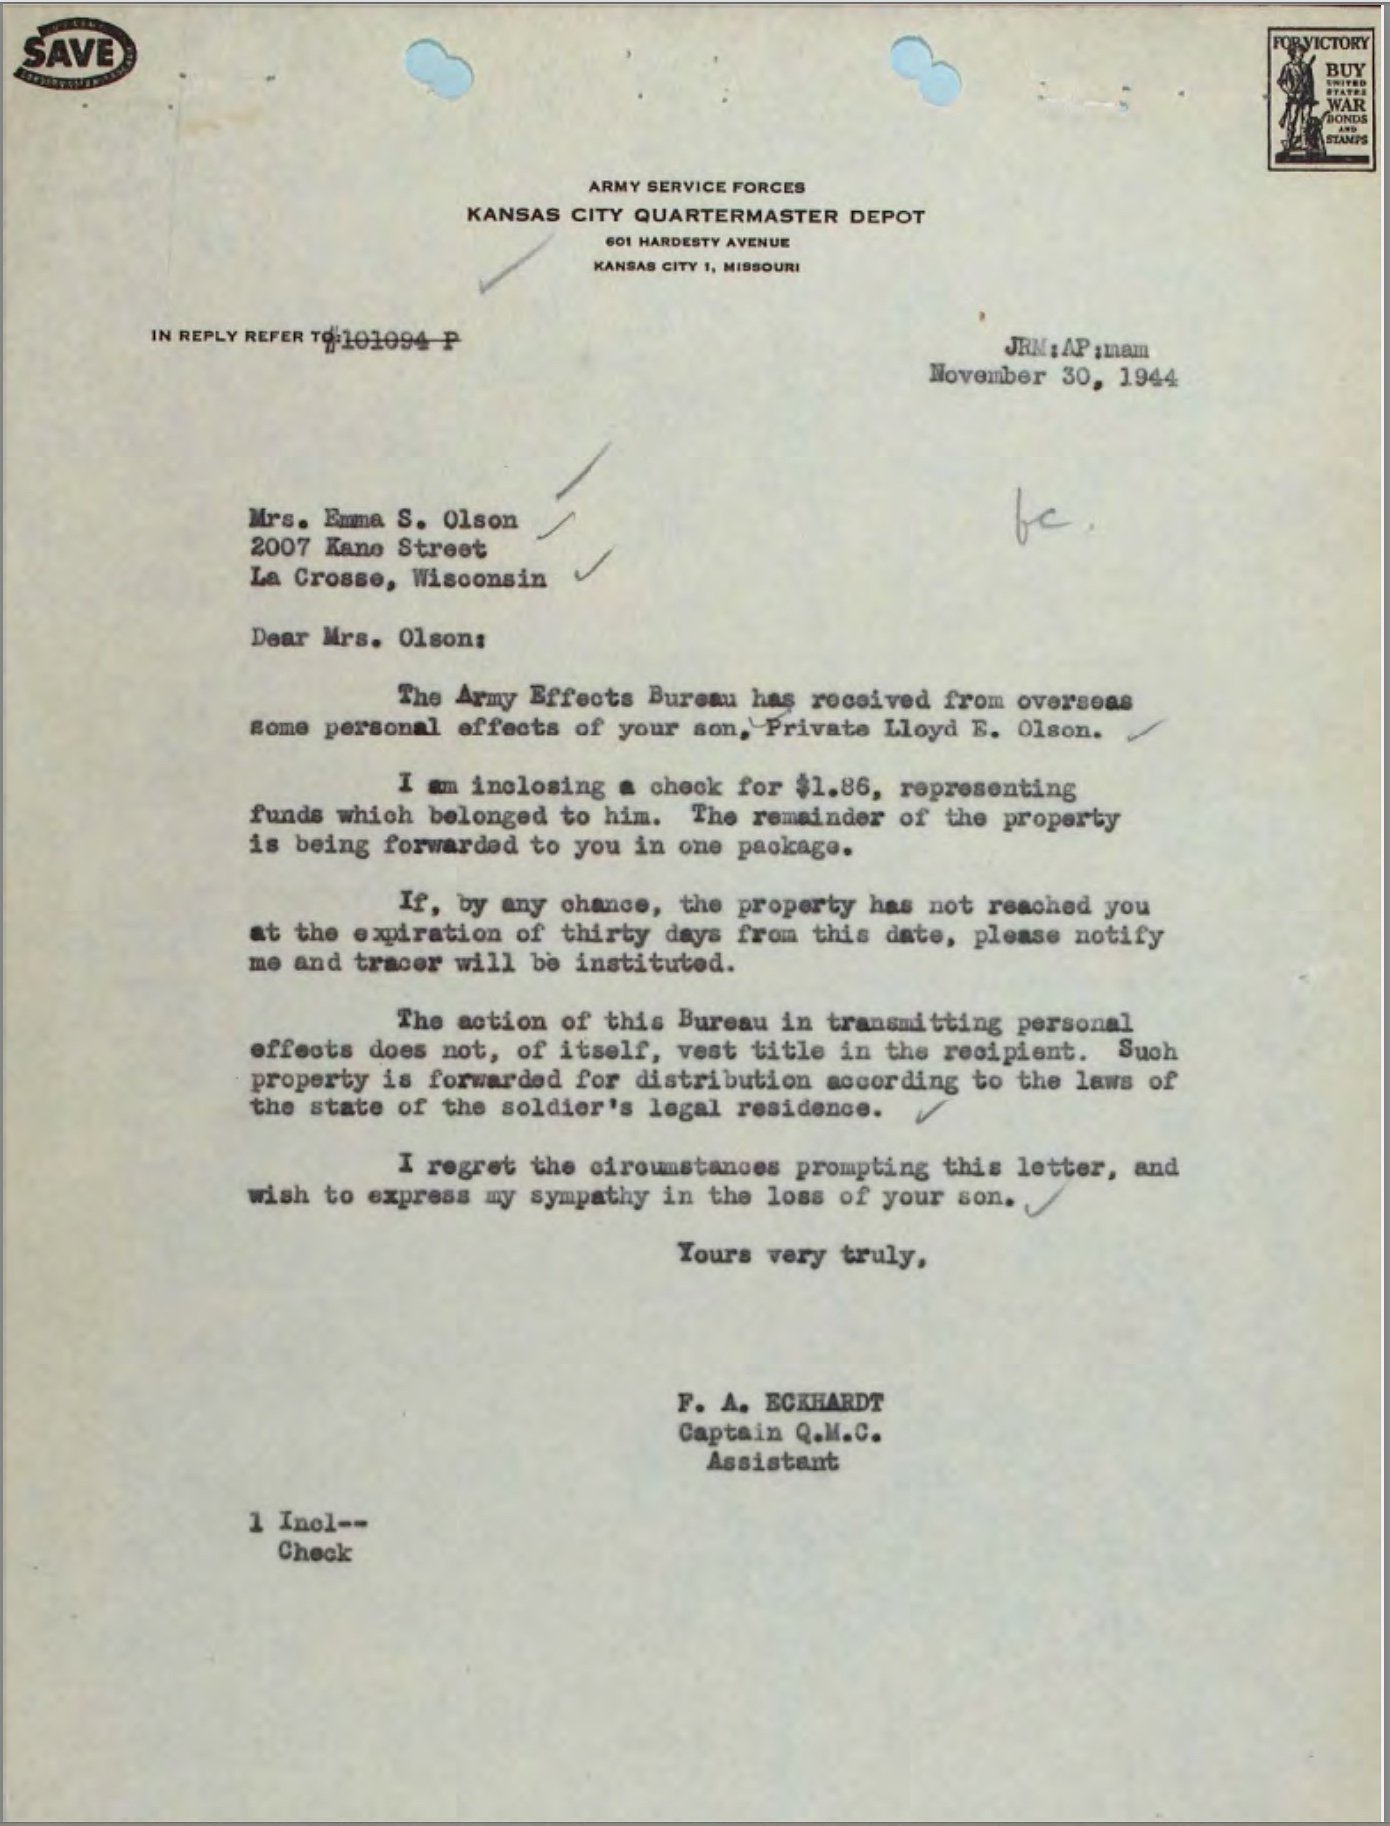 SAVE
FOR VICTORY
BUY
UNITED
STATES
WAR
BONDS
AND
STAMPS
ARMY SERVICE FORCES
KANSAS CITY QUARTERMASTER DEPOT
601 HARDESTY AVENUE
KANSAS CITY 1, MISSOURI
IN REPLY REFER TO: #101094 P
JRM:AP:mam
November 30, 1944
Mrs. Emma S. Olson
2007 Kane Street
La Crosse, Wisconsin
Dear Mrs. Olson:
The Army Effects Bureau has received from overseas
some personal effects of your son, Private Lloyd E. Olson.
I am inclosing a check for $1.86, representing
funds which belonged to him. The remainder of the property
is being forwarded to you in one package.
If, by any chance, the property has not reached you
at the expiration of thirty days from this date, please notify
me and tracer will be instituted.
The action of this Bureau in transmitting personal
effects does not, of itself, vest title in the recipient. Such
property is forwarded for distribution according to the laws of
the state of the soldier's legal residence.
I regret the circumstances prompting this letter, and
wish to express my sympathy in the loss of your son.
Yours very truly,
F. A. ECKHARDT
Captain Q.M.C.
Assistant
1 Incl--
Check